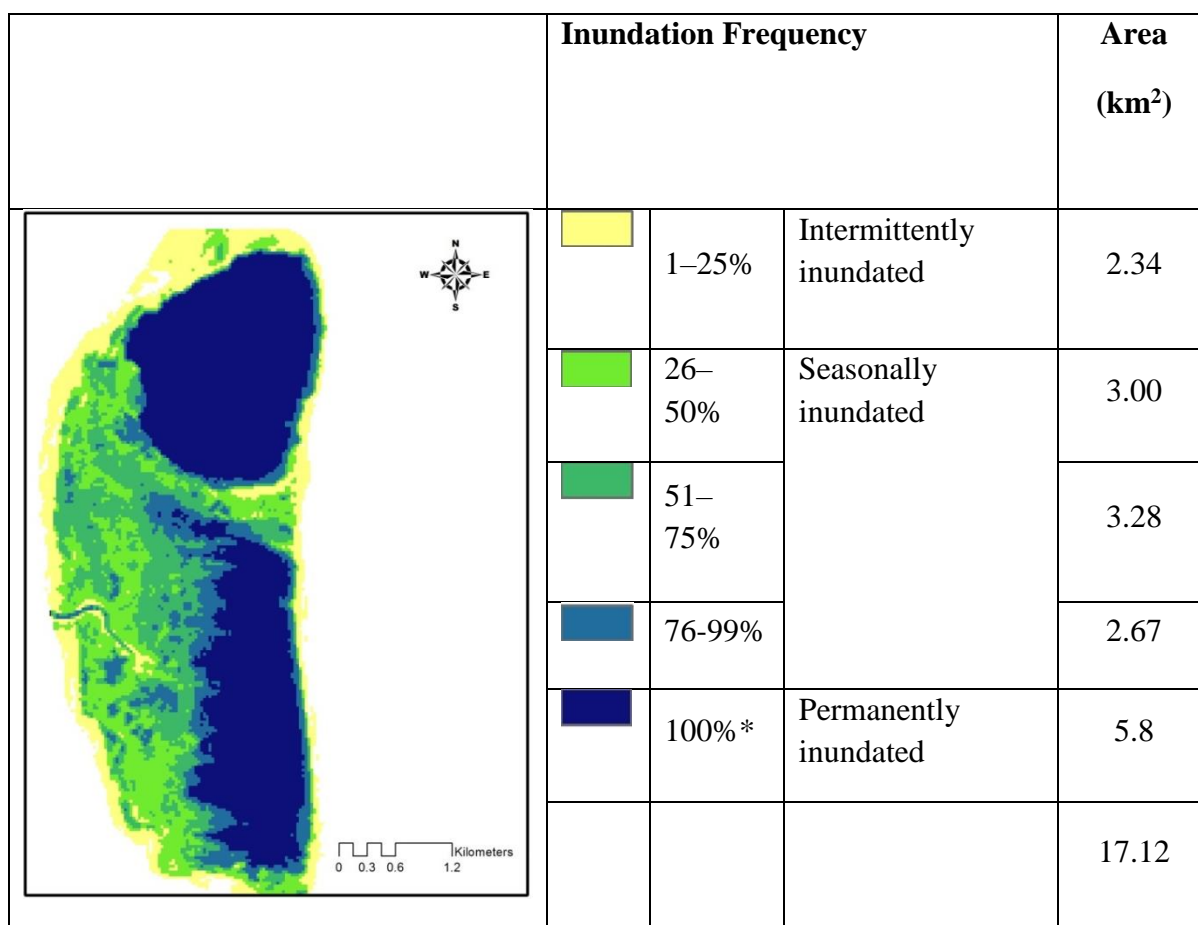 Inundation Frequency
Area
(km²)
N
W
E
S
Kilometers
0 0.3 0.6 1.2
1–25%
Intermittently
inundated
2.34
26–
50%
Seasonally
inundated
3.00
51–
75%
3.28
76-99%
2.67
100%*
Permanently
inundated
5.8
17.12